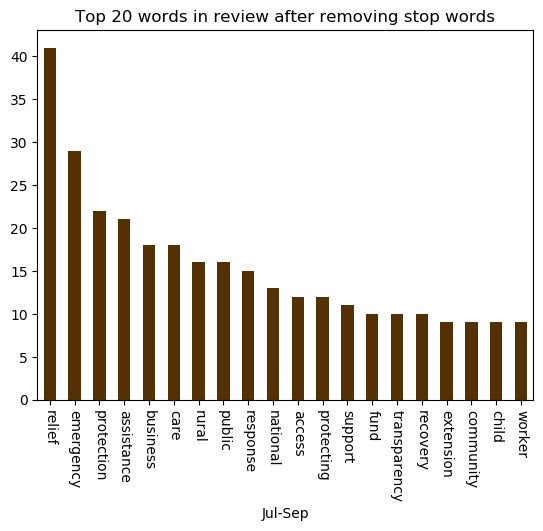 Top 20 words in review after removing stop words
40
35
30
25
20
15
10
5
0
relief
emergency
protection
assistance
business
care
rural
public
response
national
access
protecting
support
fund
transparency
recovery
extension
community
child
worker
Jul-Sep